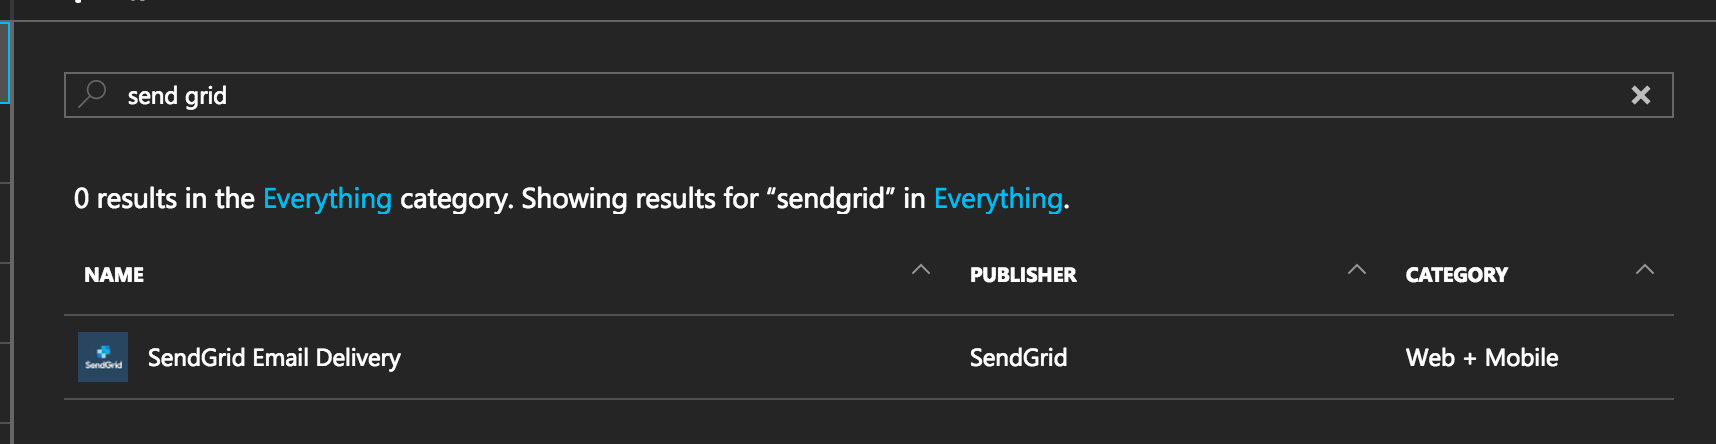 send grid
0 results in the Everything category. Showing results for “sendgrid” in Everything.
NAME PUBLISHER CATEGORY
SendGrid
SendGrid Email Delivery SendGrid Web + Mobile